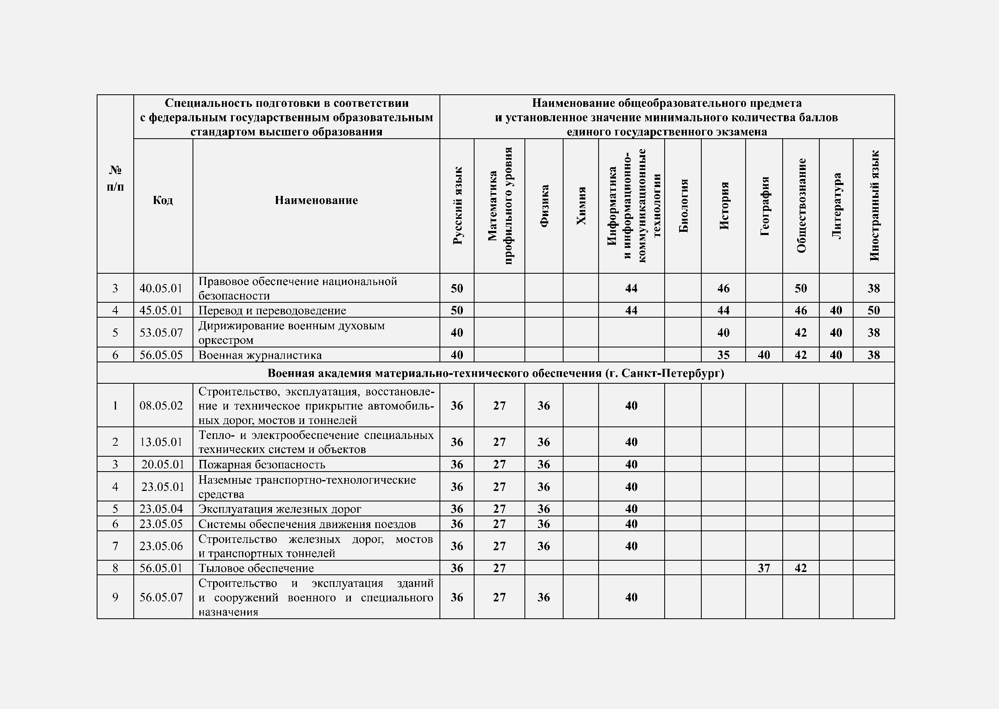 №
п/п
Специальность подготовки в соответствии
с федеральным государственным образовательным
стандартом высшего образования
Наименование общеобразовательного предмета
и установленное значение минимального количества баллов
единого государственного экзамена
Код
Наименование
Русский язык
Математика
профильного уровня
Физика
Химия
Информатика
и информационно-
коммуникационные
технологии
Биология
История
География
Обществознание
Литература
Иностранный язык
3 40.05.01 Правовое обеспечение национальной
безопасности 50 44 46 50 38
4 45.05.01 Перевод и переводоведение 50 44 44 46 40 50
5 53.05.07 Дирижирование военным духовым
оркестром 40 40 42 40 38
6 56.05.05 Военная журналистика 40 35 40 42 40 38
Военная академия материально-технического обеспечения (г. Санкт-Петербург)
1 08.05.02 Строительство, эксплуатация, восстановле-
ние и техническое прикрытие автомобиль-
ных дорог, мостов и тоннелей 36 27 36 40
2 13.05.01 Тепло- и электрообеспечение специальных
технических систем и объектов 36 27 36 40
3 20.05.01 Пожарная безопасность 36 27 36 40
4 23.05.01 Наземные транспортно-технологические
средства 36 27 36 40
5 23.05.04 Эксплуатация железных дорог 36 27 36 40
6 23.05.05 Системы обеспечения движения поездов 36 27 36 40
7 23.05.06 Строительство железных дорог, мостов
и транспортных тоннелей 36 27 36 40
8 56.05.01 Тыловое обеспечение 36 27 37 42
9 56.05.07 Строительство и эксплуатация зданий
и сооружений военного и специального
назначения 36 27 36 40